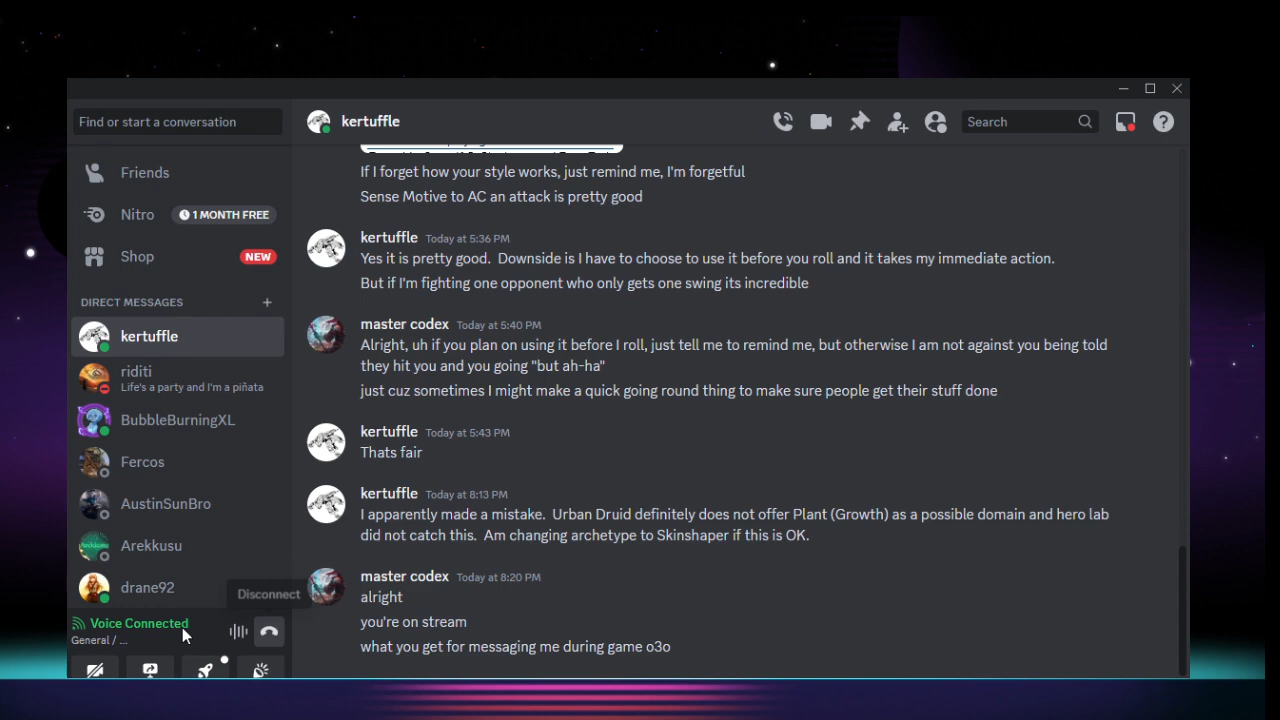 Find or start a conversation
Friends
Nitro
1 MONTH FREE
Shop
NEW
DIRECT MESSAGES
+
kertuffle
riditi
Life's a party and I'm a piñata
BubbleBurningXL
Fercos
AustinSunBro
Arekkusu
drane92
Disconnect
Voice Connected
General / ...
kertuffle
Search
If I forget how your style works, just remind me, I'm forgetful
Sense Motive to AC an attack is pretty good
kertuffle Today at 5:36 PM
Yes it is pretty good.  Downside is I have to choose to use it before you roll and it takes my immediate action.
But if I'm fighting one opponent who only gets one swing its incredible
master codex Today at 5:40 PM
Alright, uh if you plan on using it before I roll, just tell me to remind me, but otherwise I am not against you being told
they hit you and you going "but ah-ha"
just cuz sometimes I might make a quick going round thing to make sure people get their stuff done
kertuffle Today at 5:43 PM
Thats fair
kertuffle Today at 8:13 PM
I apparently made a mistake.  Urban Druid definitely does not offer Plant (Growth) as a possible domain and hero lab
did not catch this.  Am changing archetype to Skinshaper if this is OK.
master codex Today at 8:20 PM
alright
you're on stream
what you get for messaging me during game o3o